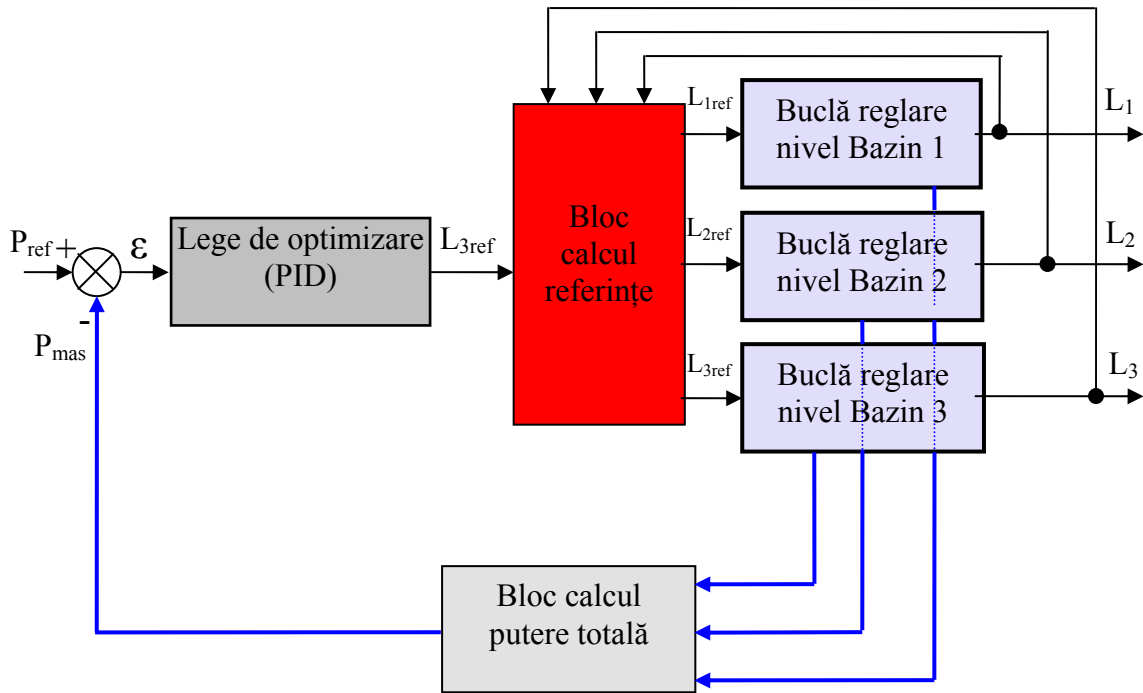 L1ref
Buclă reglare
nivel Bazin 1
L1
Pref +
ε
Lege de optimizare
(PID)
L3ref
Bloc
calcul
referințe
L2ref
Buclă reglare
nivel Bazin 2
L2
-
Pmas
L3ref
Buclă reglare
nivel Bazin 3
L3
Bloc calcul
putere totală